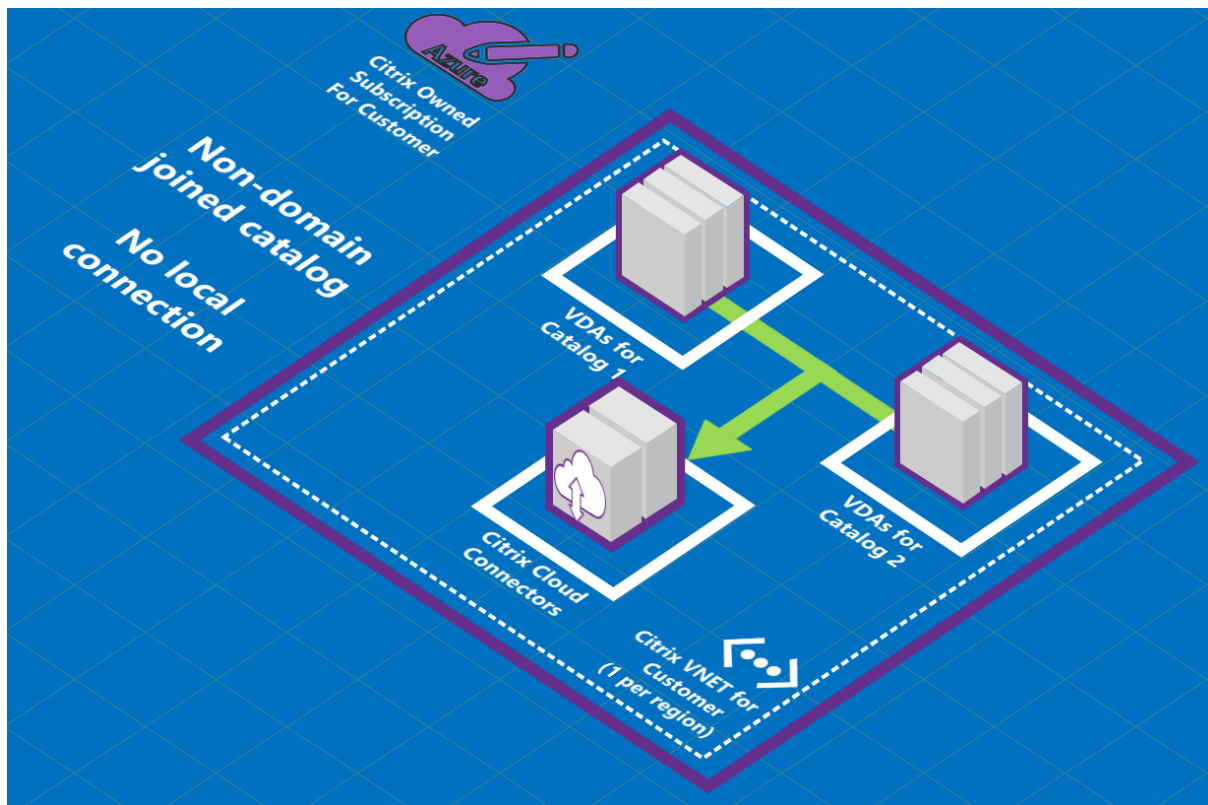 Azure
Citrix Owned
Subscription
For Customer
Non-domain
joined catalog
No local
connection
VDAs for
Catalog 1
VDAs for
Catalog 2
Citrix Cloud
Connectors
Citrix VNET for
Customer
(1 per region)